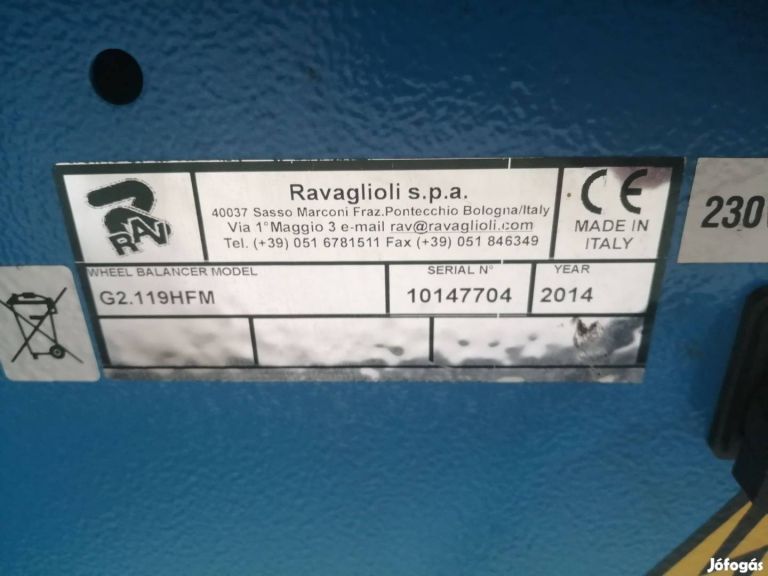 RAV
Ravaglioli s.p.a.
40037 Sasso Marconi Fraz.Pontecchio Bologna/Italy
Via 1°Maggio 3 e-mail rav@ravaglioli.com
Tel. (+39) 051 6781511 Fax (+39) 051 846349
CE
MADE IN
ITALY
230V
WHEEL BALANCER MODEL
G2.119HFM
SERIAL N°
10147704
YEAR
2014
Jófogás